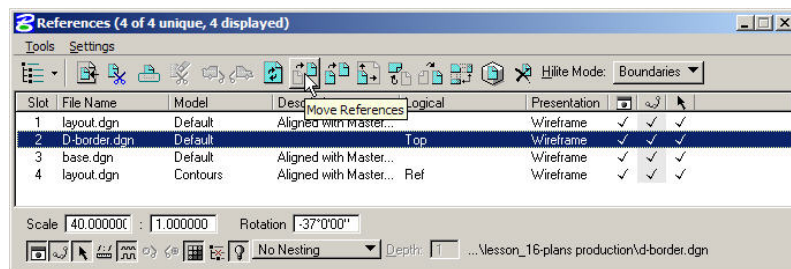 References (4 of 4 unique, 4 displayed)
Tools Settings
Hilite Mode: Boundaries
Slot File Name Model Logical Presentation
Move References
1 layout.dgn Default Aligned with Master... Wireframe
2 D-border.dgn Default Top Wireframe
3 base.dgn Default Aligned with Master... Wireframe
4 layout.dgn Contours Aligned with Master... Ref Wireframe
Scale 40.000000 : 1.000000 Rotation -37°0'00"
No Nesting Depth: 1 ...\lesson_16-plans production\d-border.dgn